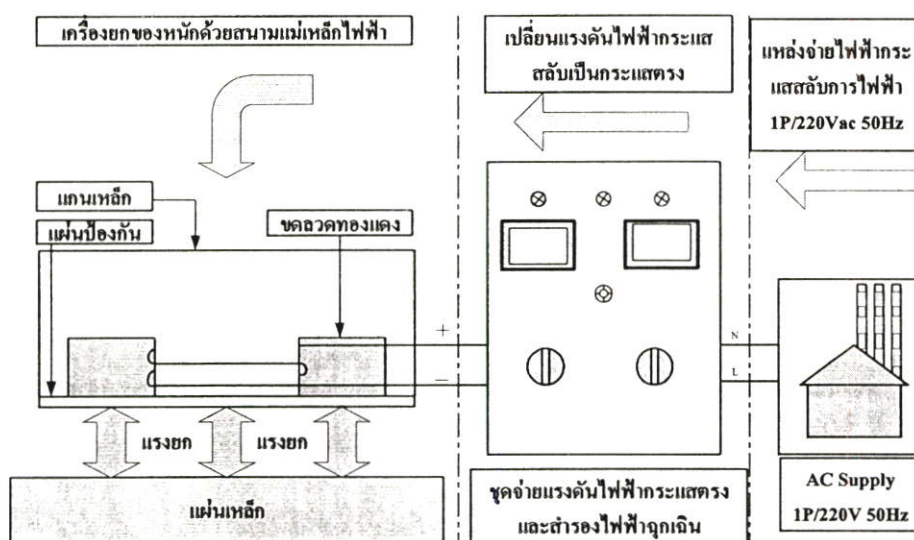 เครื่องยกของหนักด้วยสนามแม่เหล็กไฟฟ้า
เปลี่ยนแรงดันไฟฟ้ากระแส
สลับเป็นกระแสตรง
แหล่งจ่ายไฟฟ้ากระ
แสสลับการไฟฟ้า
1P/220Vac 50Hz
แกนเหล็ก
แผ่นป้องกัน
ขดลวดทองแดง
+
−
N
L
แรงยก
แรงยก
แผ่นเหล็ก
ชุดจ่ายแรงดันไฟฟ้ากระแสตรง
และสำรองไฟฟ้าฉุกเฉิน
AC Supply
1P/220V 50Hz